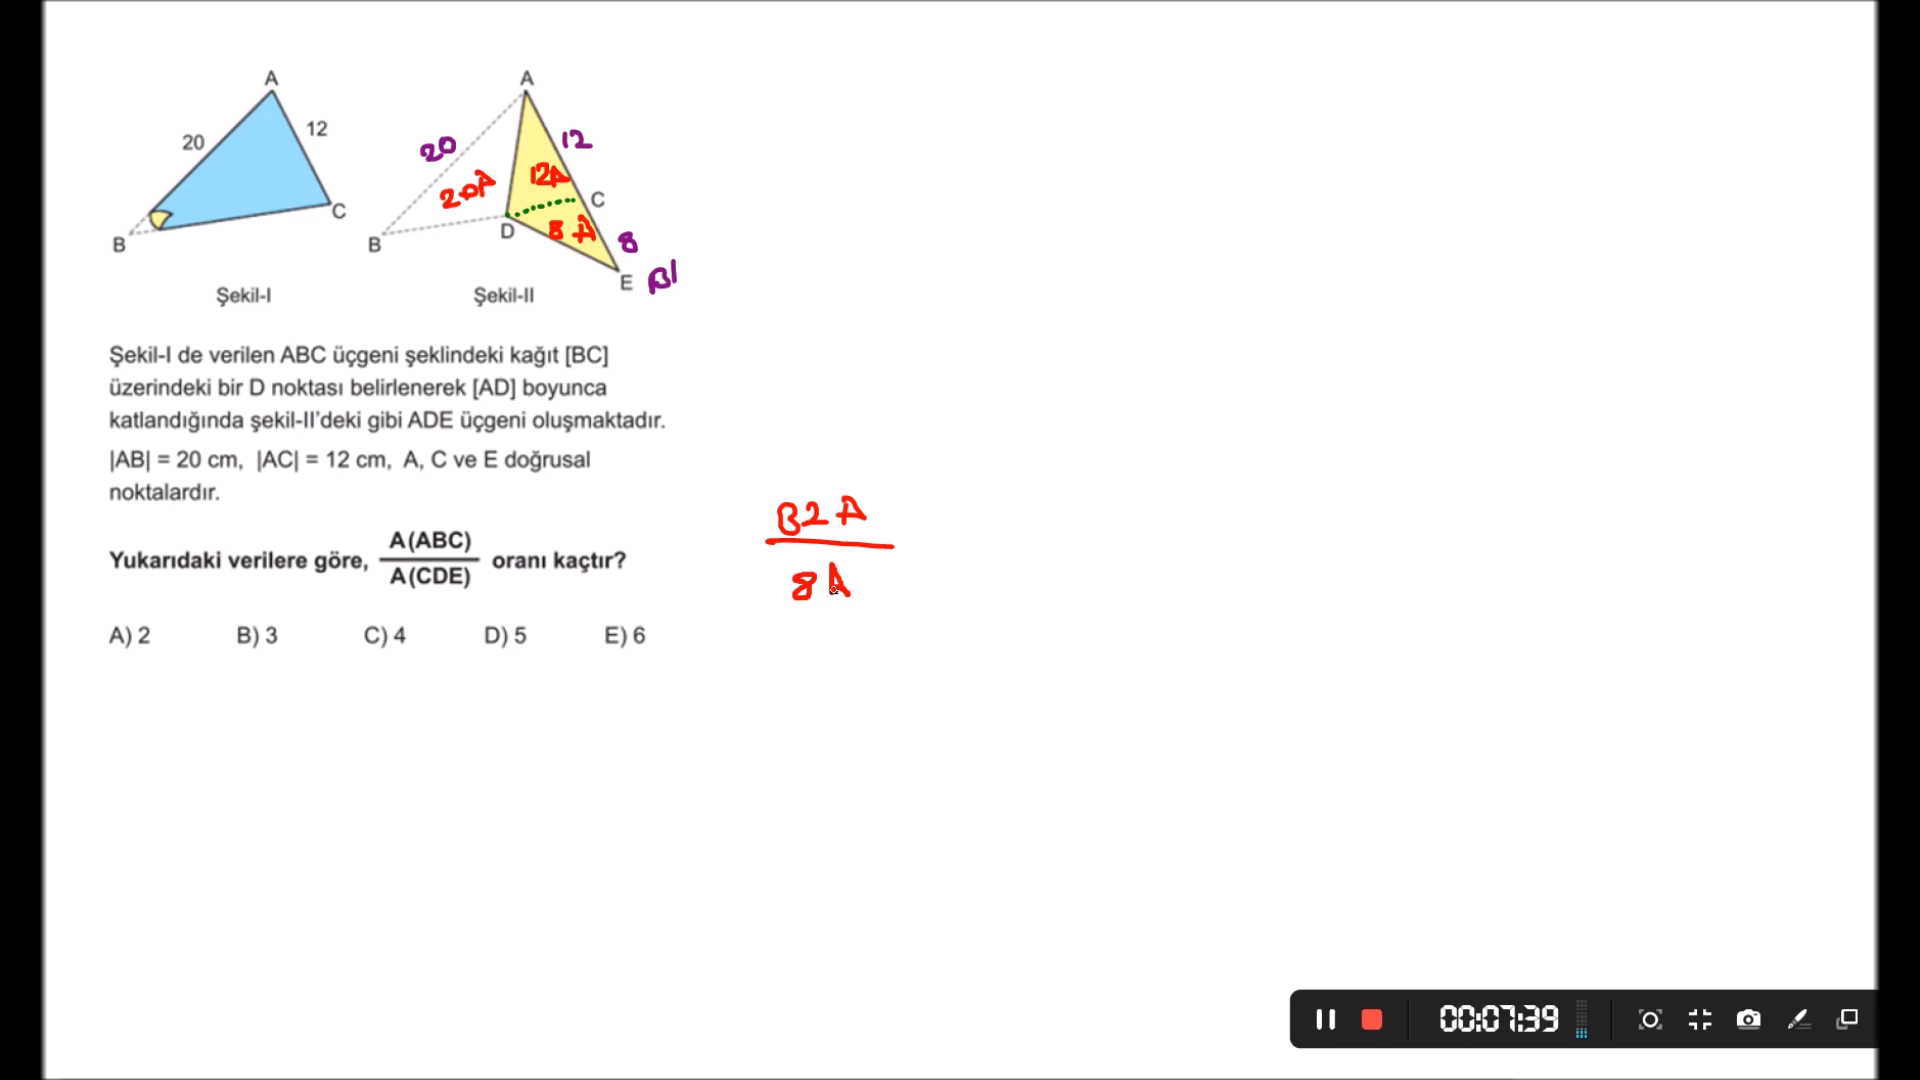 A
A
20
12
20
12
20A
12A
C
C
B
B
D
8A
8
E
B'
Şekil-I
Şekil-II
Şekil-I de verilen ABC üçgeni şeklindeki kağıt [BC]
üzerindeki bir D noktası belirlenerek [AD] boyunca
katlandığında şekil-II'deki gibi ADE üçgeni oluşmaktadır.
|AB| = 20 cm, |AC| = 12 cm, A, C ve E doğrusal
noktalardır.
Yukarıdaki verilere göre, A(ABC) / A(CDE) oranı kaçtır?
32A
8A
A) 2 B) 3 C) 4 D) 5 E) 6
00:07:39